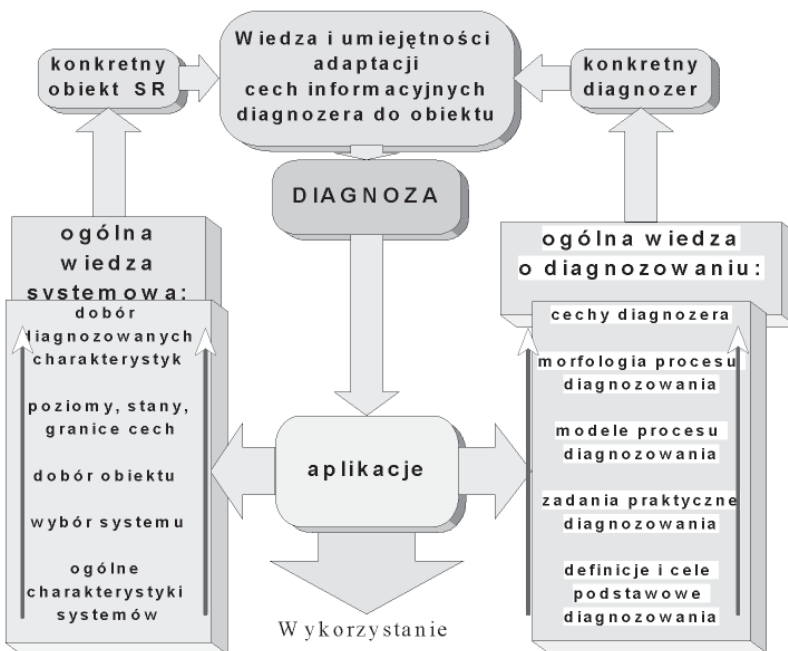 Wiedza i umiejętności
adaptacji
cech informacyjnych
diagnozera do obiektu
konkretny
obiekt SR
konkretny
diagnozer
DIAGNOZA
ogólna
wiedza
systemowa:
dobór
diagnozowanych
charakterystyk
poziomy, stany,
granice cech
dobór obiektu
wybór systemu
ogólne
charakterystyki
systemów
aplikacje
Wykorzystanie
ogólna wiedza
o diagnozowaniu:
cechy diagnozera
morfologia procesu
diagnozowania
modele procesu
diagnozowania
zadania praktyczne
diagnozowania
definicje i cele
podstawowe
diagnozowania